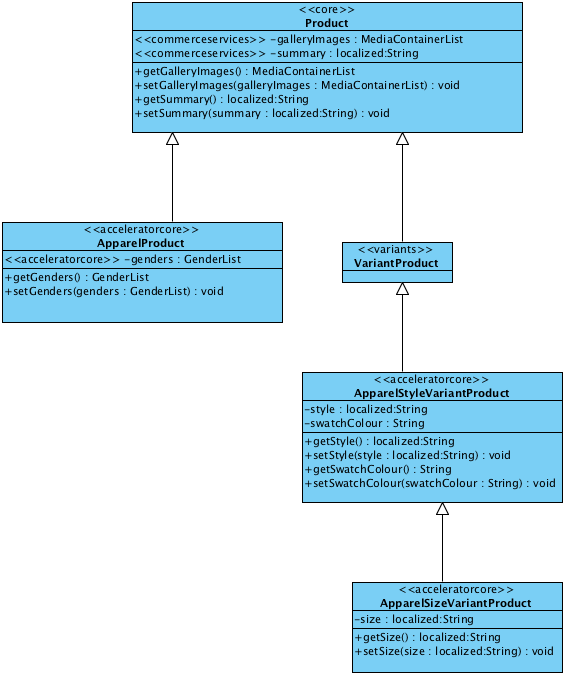 <<core>>
Product
<<commerceservices>> -galleryImages : MediaContainerList
<<commerceservices>> -summary : localized:String
+getGalleryImages() : MediaContainerList
+setGalleryImages(galleryImages : MediaContainerList) : void
+getSummary() : localized:String
+setSummary(summary : localized:String) : void
<<acceleratorcore>>
ApparelProduct
<<acceleratorcore>> -genders : GenderList
+getGenders() : GenderList
+setGenders(genders : GenderList) : void
<<variants>>
VariantProduct
<<acceleratorcore>>
ApparelStyleVariantProduct
-style : localized:String
-swatchColour : String
+getStyle() : localized:String
+setStyle(style : localized:String) : void
+getSwatchColour() : String
+setSwatchColour(swatchColour : String) : void
<<acceleratorcore>>
ApparelSizeVariantProduct
-size : localized:String
+getSize() : localized:String
+setSize(size : localized:String) : void